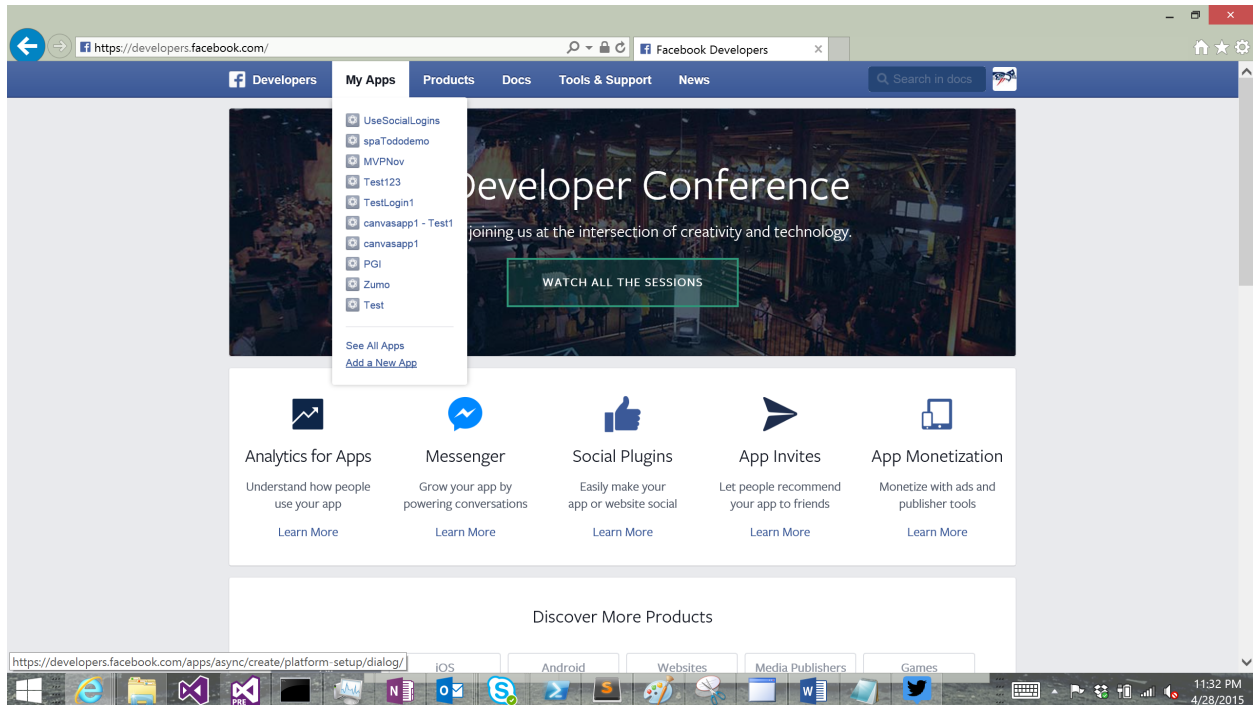 https://developers.facebook.com/
Facebook Developers
Developers
My Apps
Products
Docs
Tools & Support
News
Search in docs
UseSocialLogins
spaTododemo
MVPNov
Test123
TestLogin1
canvasapp1 - Test1
canvasapp1
PGI
Zumo
Test
See All Apps
Add a New App
Developer Conference
joining us at the intersection of creativity and technology.
WATCH ALL THE SESSIONS
Analytics for Apps
Understand how people
use your app
Learn More
Messenger
Grow your app by
powering conversations
Learn More
Social Plugins
Easily make your
app or website social
Learn More
App Invites
Let people recommend
your app to friends
Learn More
App Monetization
Monetize with ads and
publisher tools
Learn More
Discover More Products
iOS
Android
Websites
Media Publishers
Games
https://developers.facebook.com/apps/async/create/platform-setup/dialog/
PRE
11:32 PM
4/28/2015